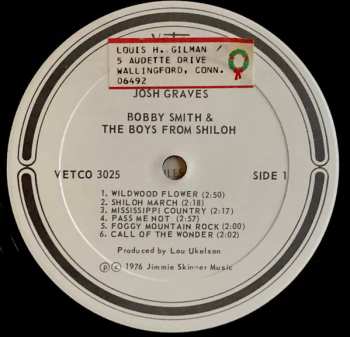 LOUIS H. GILMAN
5 AUDETTE DRIVE
WALLINGFORD, CONN.
06492
JOSH GRAVES
BOBBY SMITH &
THE BOYS FROM SHILOH
VETCO 3025
SIDE 1
1. WILDWOOD FLOWER (2:50)
2. SHILOH MARCH (2:18)
3. MISSISSIPPI COUNTRY (2:17)
4. PASS ME NOT (2:57)
5. FOGGY MOUNTAIN ROCK (2:00)
6. CALL OF THE WONDER (2:02)
Produced by Lou Ukelson
℗ © 1976 Jimmie Skinner Music